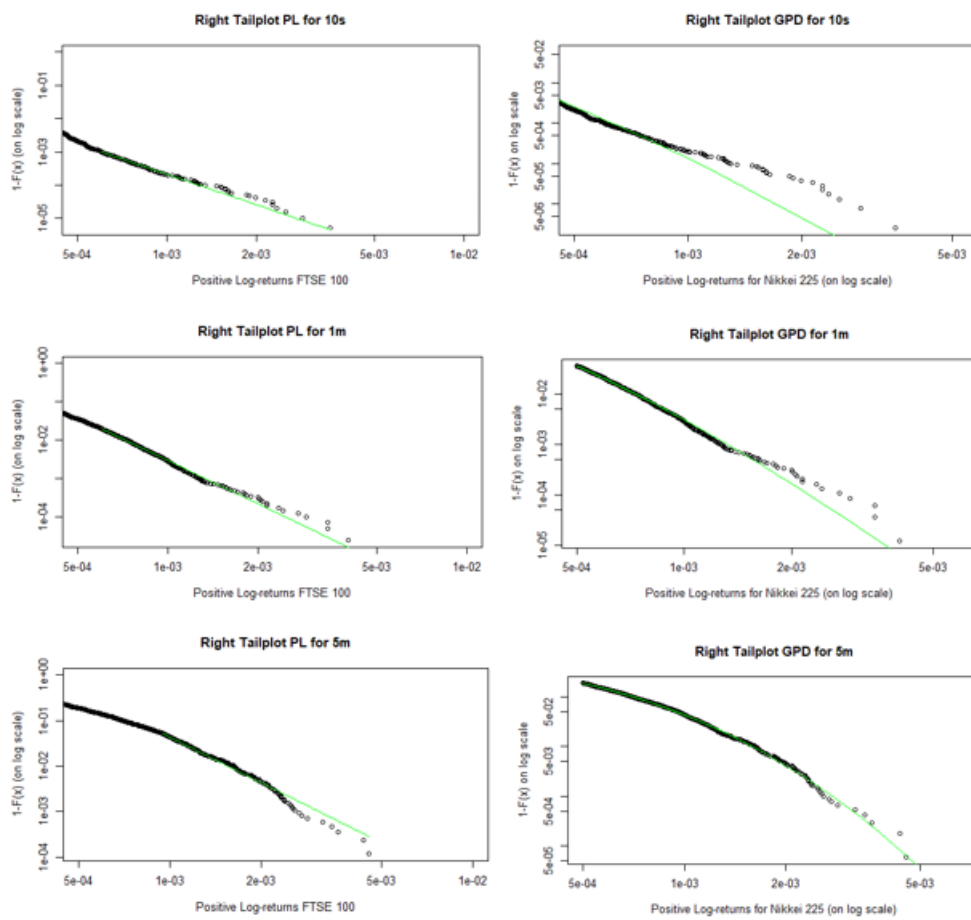 Right Tailplot PL for 10s
1-F(x) (on log scale)
1e-01
1e-03
1e-05
5e-04 1e-03 2e-03 5e-03 1e-02
Positive Log-returns FTSE 100
Right Tailplot GPD for 10s
1-F(x) on log scale
5e-02
5e-03
5e-04
5e-05
5e-06
5e-04 1e-03 2e-03 5e-03
Positive Log-returns for Nikkei 225 (on log scale)
Right Tailplot PL for 1m
1-F(x) (on log scale)
1e+00
1e-02
1e-04
5e-04 1e-03 2e-03 5e-03 1e-02
Positive Log-returns FTSE 100
Right Tailplot GPD for 1m
1-F(x) on log scale
1e-02
1e-03
1e-04
1e-05
5e-04 1e-03 2e-03 5e-03
Positive Log-returns for Nikkei 225 (on log scale)
Right Tailplot PL for 5m
1-F(x) (on log scale)
1e+00
1e-01
1e-02
1e-03
1e-04
5e-04 1e-03 2e-03 5e-03 1e-02
Positive Log-returns FTSE 100
Right Tailplot GPD for 5m
1-F(x) on log scale
5e-02
5e-03
5e-04
5e-05
5e-04 1e-03 2e-03 5e-03
Positive Log-returns for Nikkei 225 (on log scale)